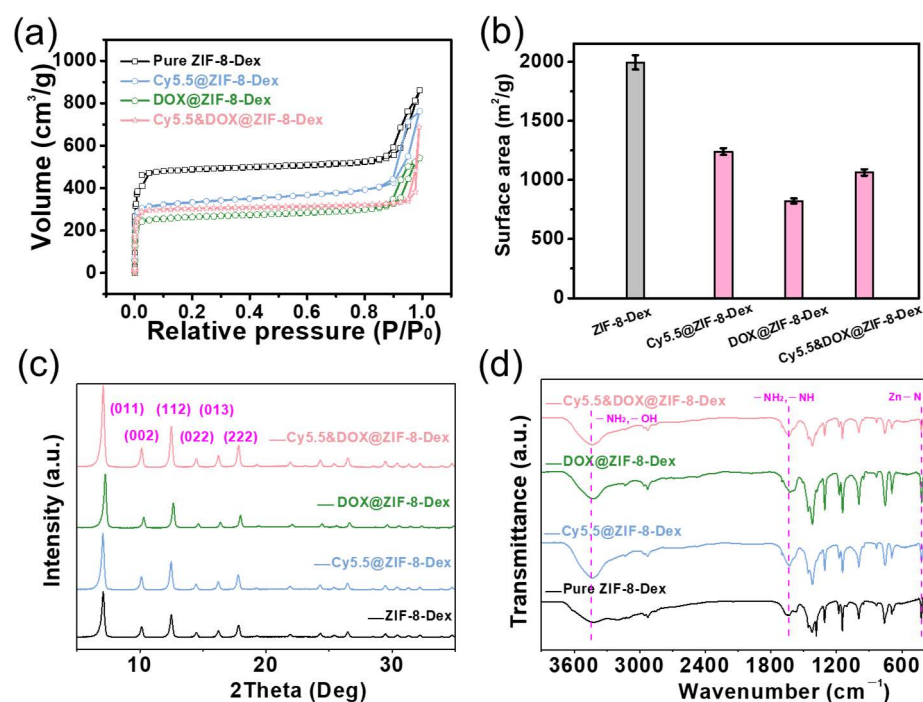 (a)
Volume (cm³/g)
1000
800
600
400
200
0
Pure ZIF-8-Dex
Cy5.5@ZIF-8-Dex
DOX@ZIF-8-Dex
Cy5.5&DOX@ZIF-8-Dex
0.0 0.2 0.4 0.6 0.8 1.0
Relative pressure (P/P₀)
(b)
Surface area (m²/g)
2000
1500
1000
500
0
ZIF-8-Dex
Cy5.5@ZIF-8-Dex
DOX@ZIF-8-Dex
Cy5.5&DOX@ZIF-8-Dex
(c)
Intensity (a.u.)
(011) (112) (013)
(002) (022) (222)
Cy5.5&DOX@ZIF-8-Dex
DOX@ZIF-8-Dex
Cy5.5@ZIF-8-Dex
ZIF-8-Dex
10 20 30
2Theta (Deg)
(d)
Transmittance (a.u.)
Cy5.5&DOX@ZIF-8-Dex
−NH₂,−NH
Zn−N
−NH₂,−OH
DOX@ZIF-8-Dex
Cy5.5@ZIF-8-Dex
Pure ZIF-8-Dex
3600 3000 2400 1800 1200 600
Wavenumber (cm⁻¹)